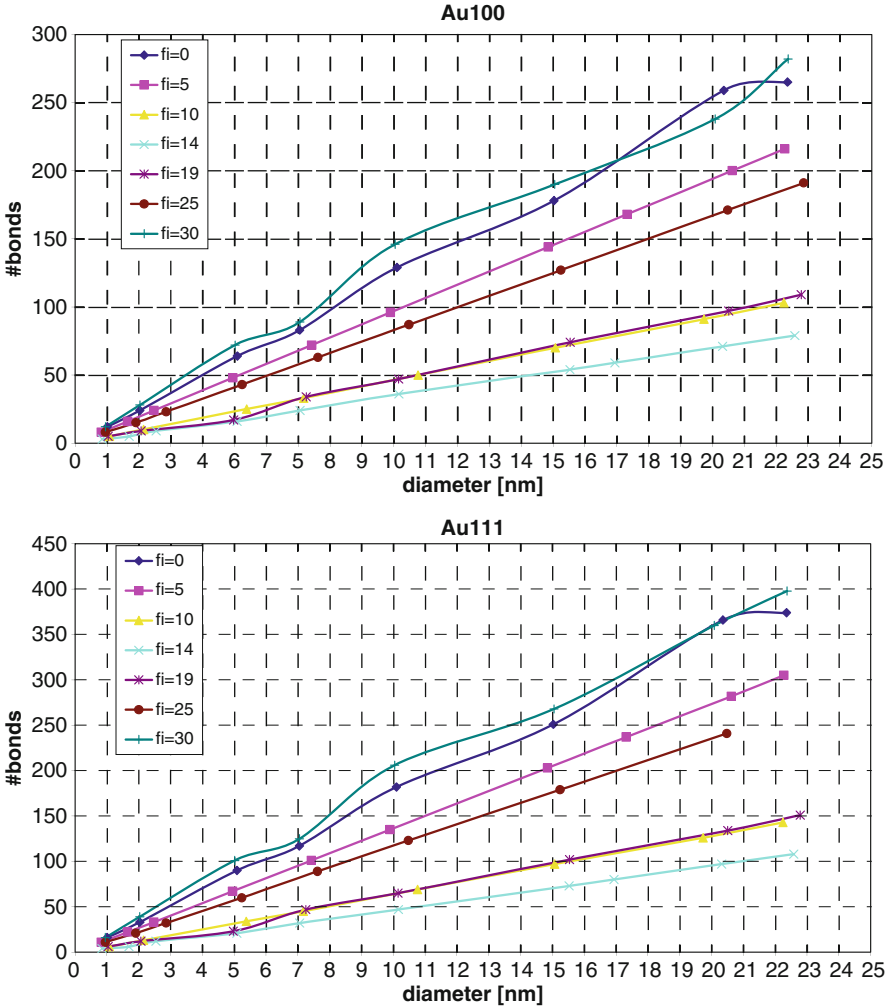 Au100
300
250
200
150
100
50
0
#bonds
fi=0
fi=5
fi=10
fi=14
fi=19
fi=25
fi=30
0 1 2 3 4 6 6 5 8 9 10 11 12 13 14 15 16 17 18 19 20 21 22 23 24 25
diameter [nm]
Au111
450
400
350
300
250
200
150
100
50
0
#bonds
fi=0
fi=5
fi=10
fi=14
fi=19
fi=25
fi=30
0 1 2 3 4 5 6 7 8 9 10 11 12 13 14 15 16 17 18 19 20 21 22 23 24 25
diameter [nm]